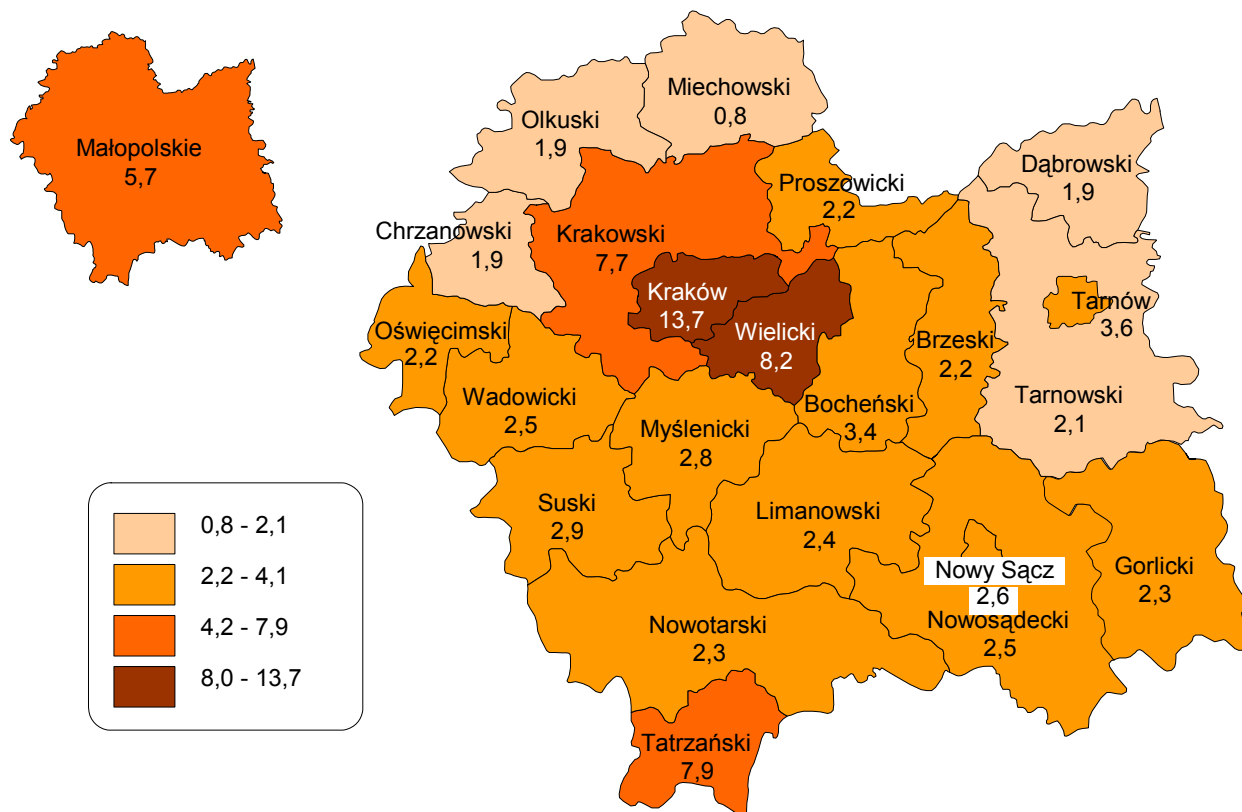 Małopolskie
5,7
Miechowski
0,8
Olkuski
1,9
Dąbrowski
1,9
Proszowicki
2,2
Chrzanowski
1,9
Krakowski
7,7
Kraków
13,7
Wielicki
8,2
Tarnów
3,6
Oświęcimski
2,2
Brzeski
2,2
Wadowicki
2,5
Bocheński
3,4
Tarnowski
2,1
Myślenicki
2,8
Suski
2,9
Limanowski
2,4
Nowy Sącz
2,6
Gorlicki
2,3
Nowotarski
2,3
Nowosądecki
2,5
Tatrzański
7,9
0,8 - 2,1
2,2 - 4,1
4,2 - 7,9
8,0 - 13,7